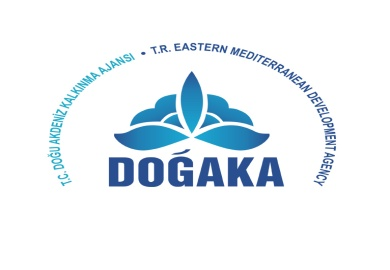 T.C. DOĞU AKDENİZ KALKINMA AJANSI • T.R. EASTERN MEDITERRANEAN DEVELOPMENT AGENCY
DOĞAKA